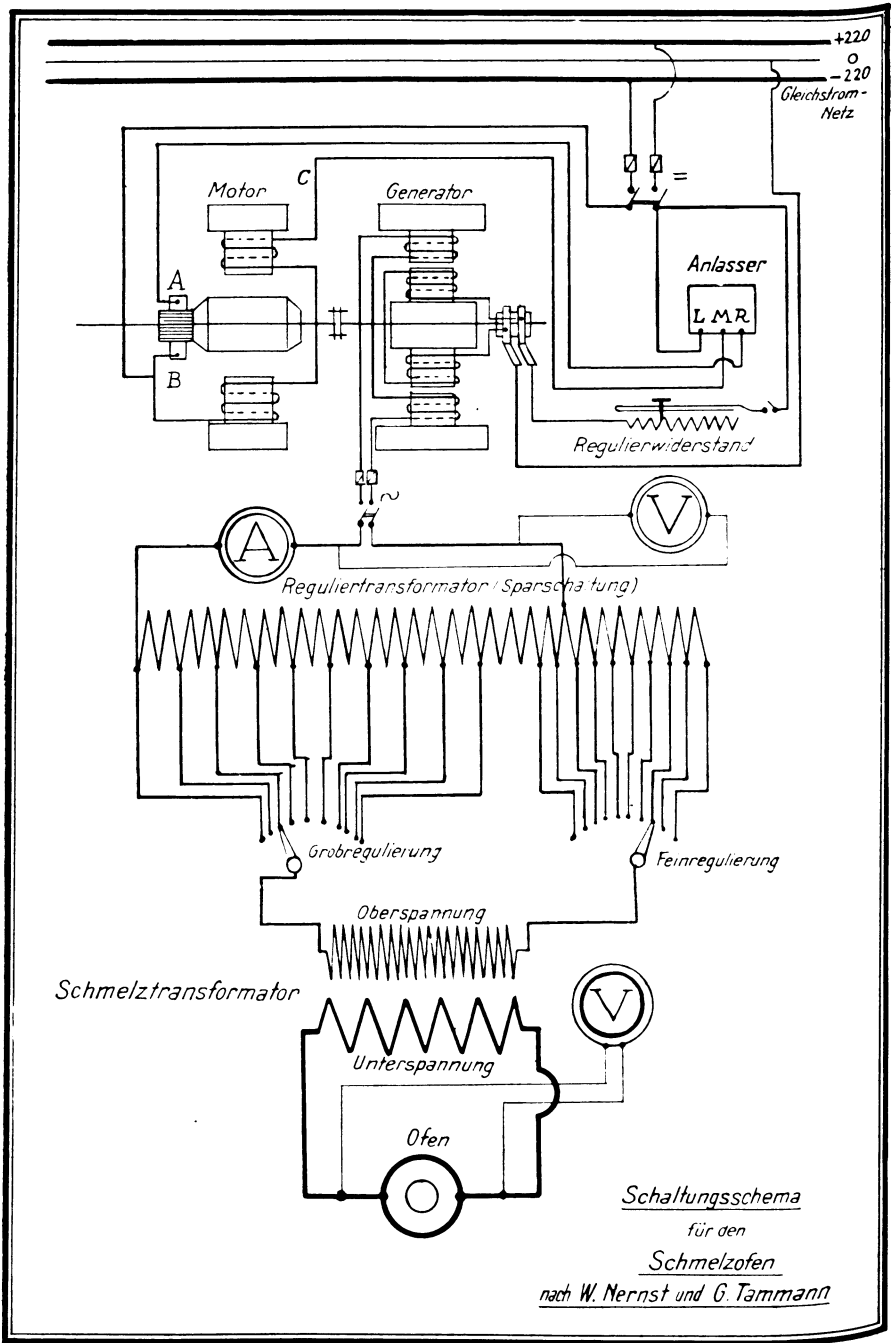 +220
0
-220
Gleichstrom-
Netz
C
=
Motor
Generator
Anlasser
A
L M R
B
Regulierwiderstand
~
A
V
Reguliertransformator (Sparschaltung)
Grobregulierung
Feinregulierung
Oberspannung
Schmelztransformator
V
Unterspannung
Ofen
Schaltungsschema
für den
Schmelzofen
nach W. Nernst und G. Tammann